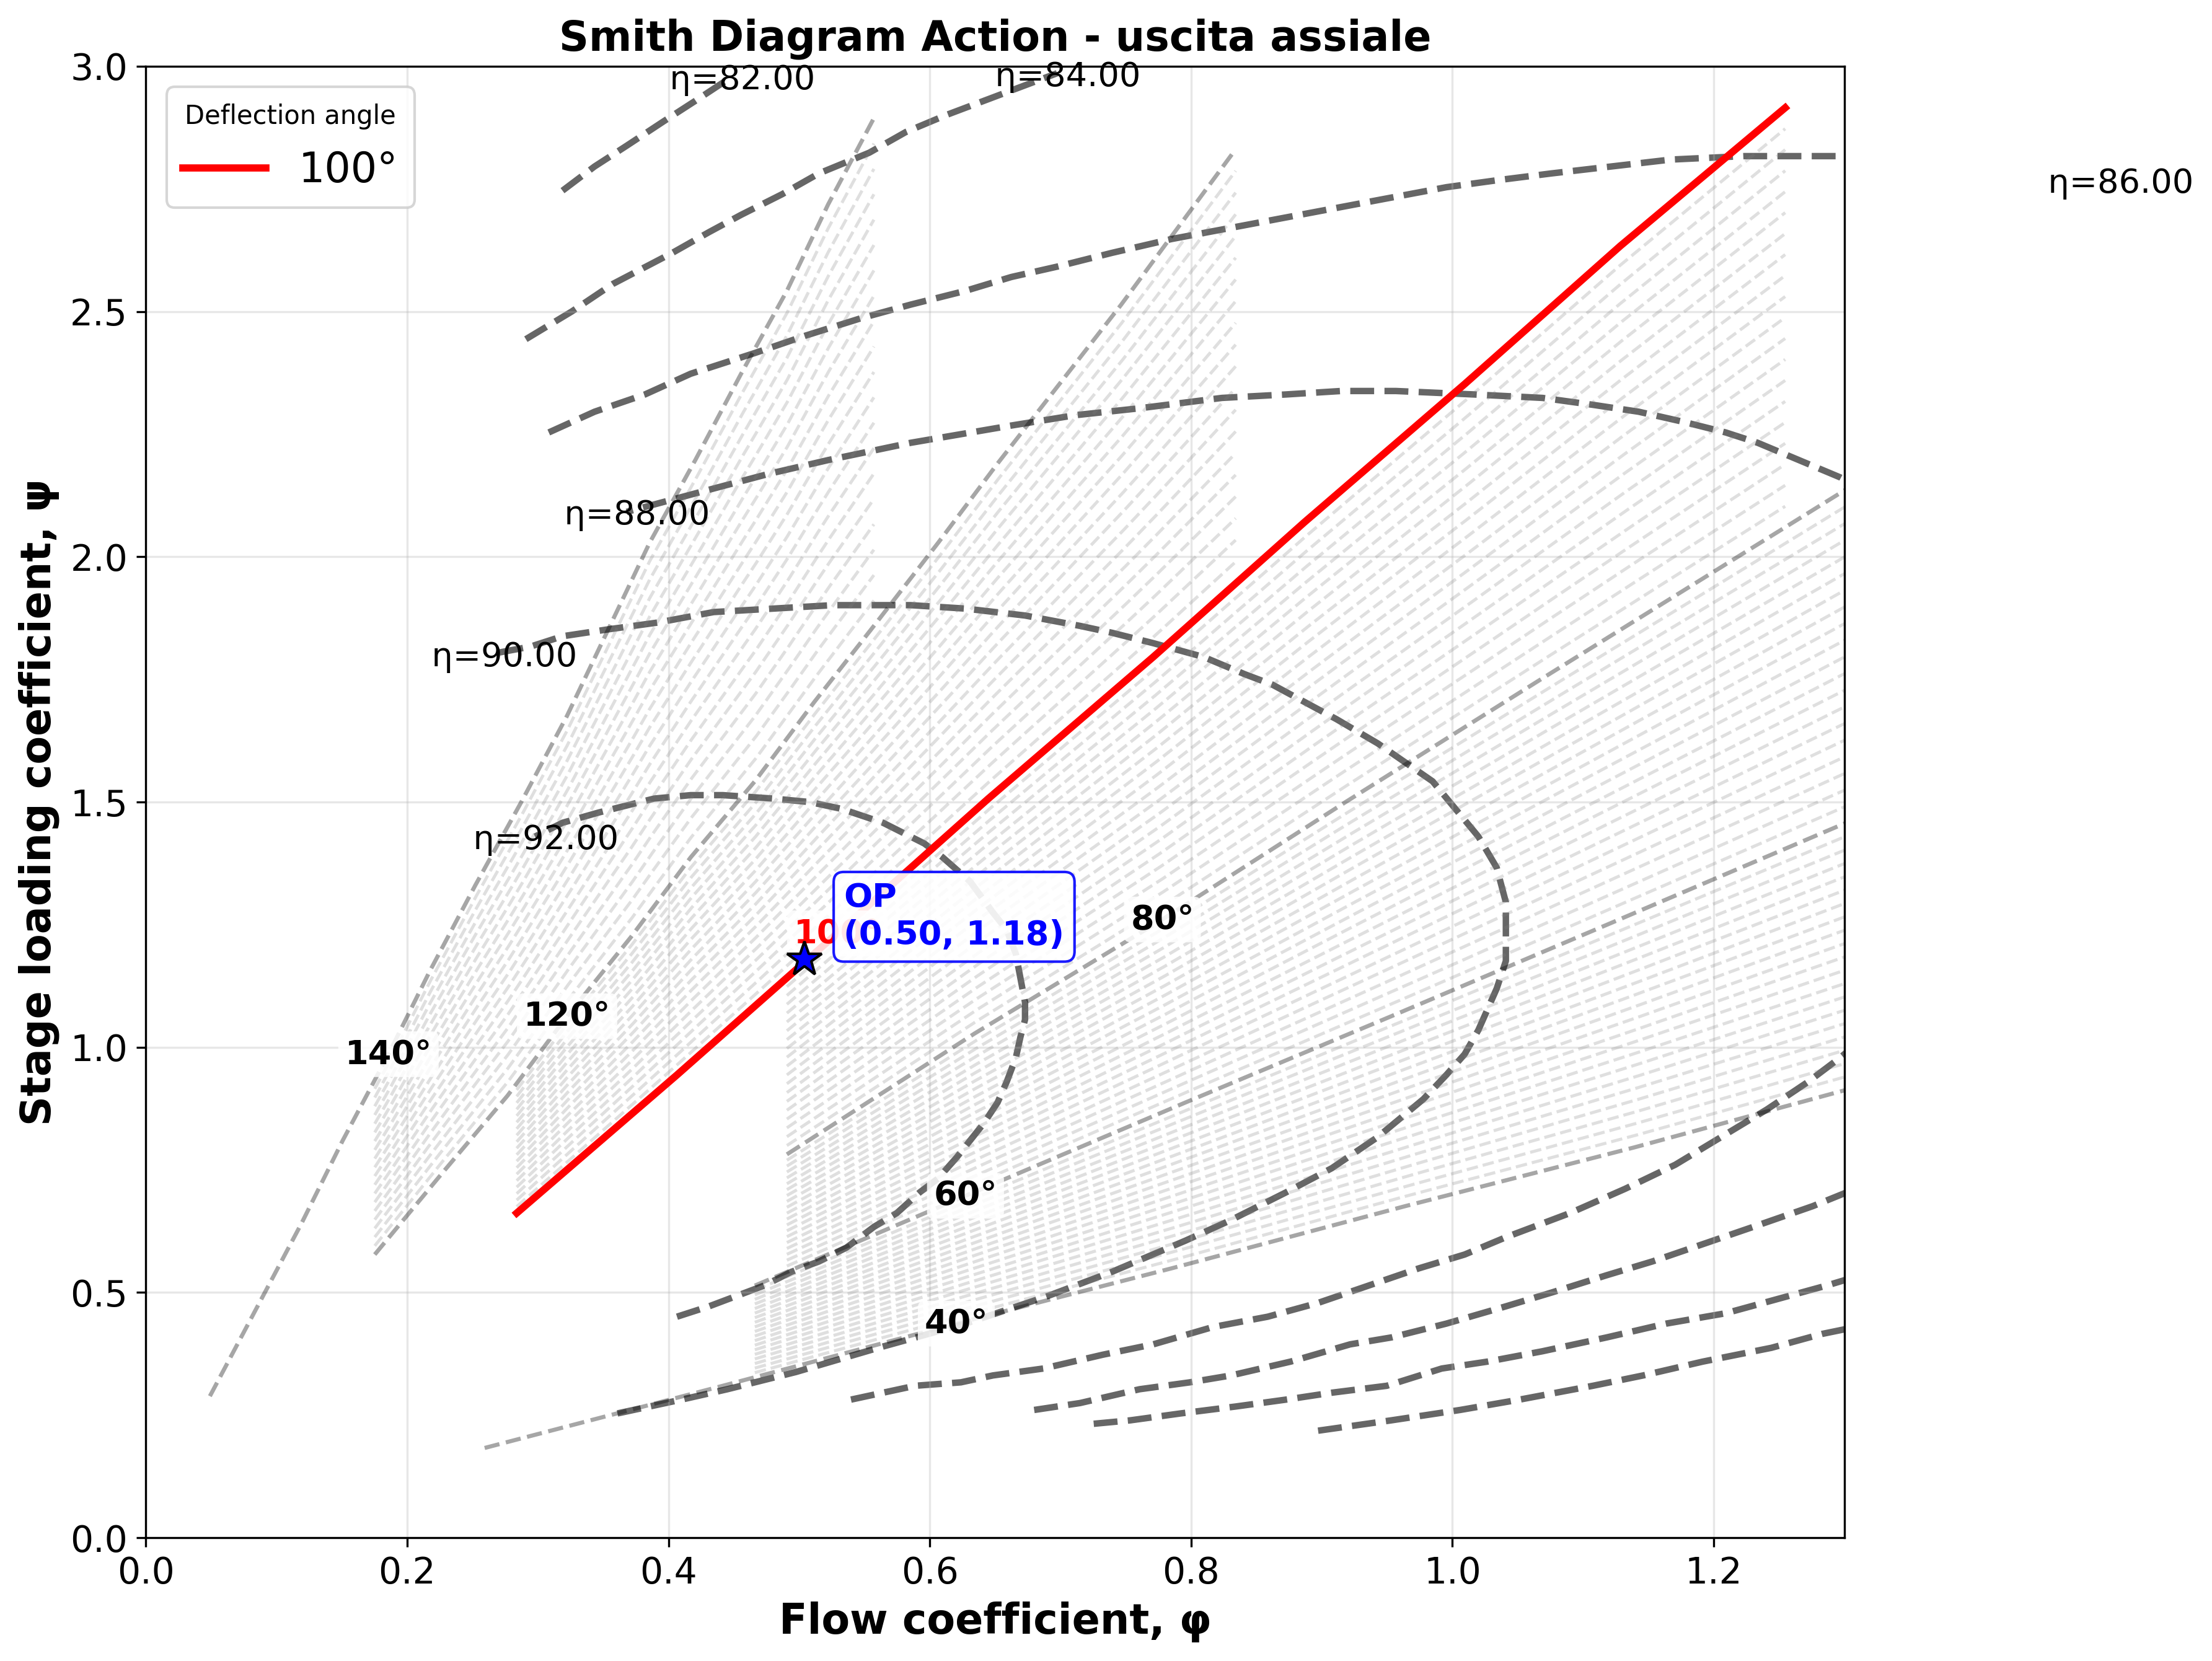 Smith Diagram Action - uscita assiale
3.0
η=82.00
η=84.00
Deflection angle
100°
η=86.00
2.5
η=88.00
2.0
Stage loading coefficient, ψ
η=90.00
1.5
η=92.00
OP
(0.50, 1.18)
10
80°
120°
140°
1.0
60°
0.5
40°
0.0
0.0 0.2 0.4 0.6 0.8 1.0 1.2
Flow coefficient, φ